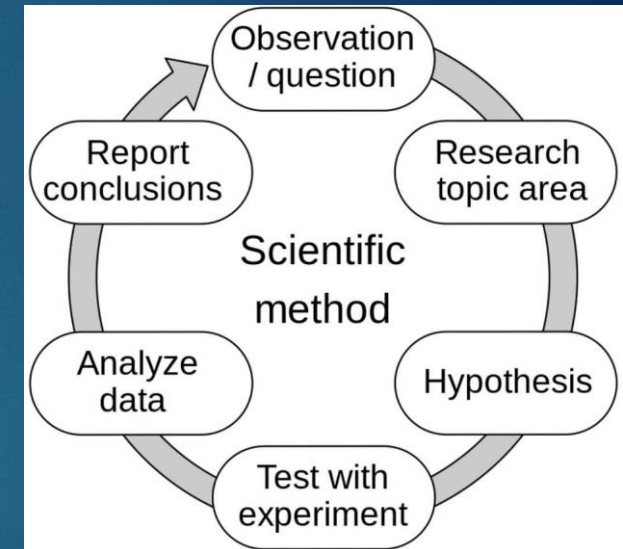 Observation
/ question
Research
topic area
Hypothesis
Test with
experiment
Analyze
data
Report
conclusions
Scientific
method